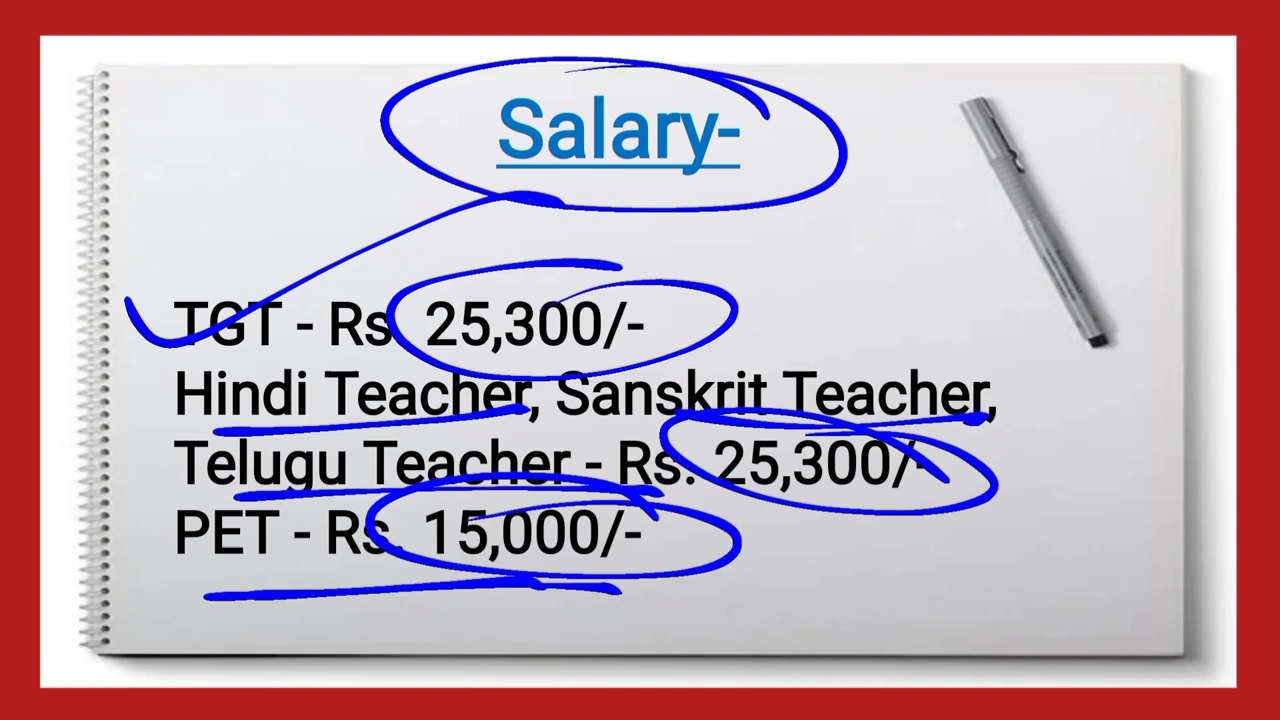 Salary-
TGT - Rs. 25,300/-
Hindi Teacher, Sanskrit Teacher,
Telugu Teacher - Rs. 25,300/-
PET - Rs. 15,000/-